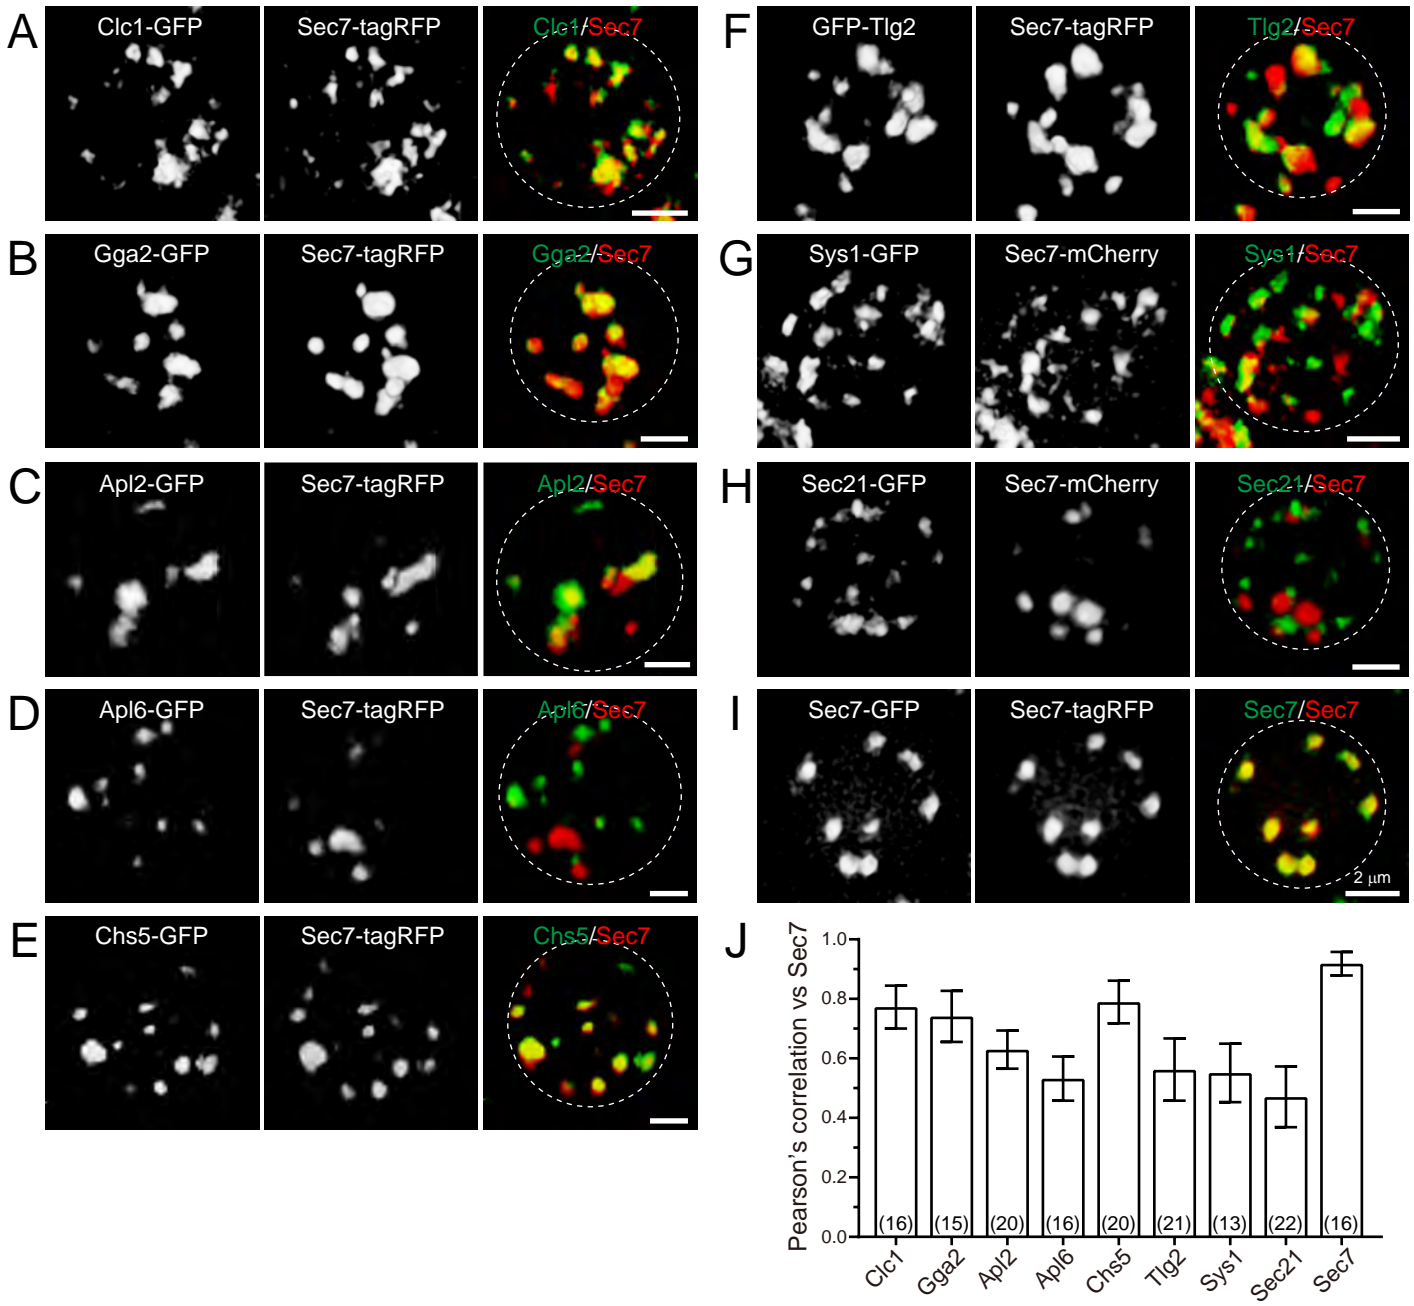 A
Clc1-GFP
Sec7-tagRFP
Clc1/Sec7
B
Gga2-GFP
Sec7-tagRFP
Gga2/Sec7
C
Apl2-GFP
Sec7-tagRFP
Apl2/Sec7
D
Apl6-GFP
Sec7-tagRFP
Apl6/Sec7
E
Chs5-GFP
Sec7-tagRFP
Chs5/Sec7
F
GFP-Tlg2
Sec7-tagRFP
Tlg2/Sec7
G
Sys1-GFP
Sec7-mCherry
Sys1/Sec7
H
Sec21-GFP
Sec7-mCherry
Sec21/Sec7
I
Sec7-GFP
Sec7-tagRFP
Sec7/Sec7
2 μm
J
Pearson’s correlation vs Sec7
1.0
0.8
0.6
0.4
0.2
0.0
(16)
(15)
(20)
(16)
(20)
(21)
(13)
(22)
(16)
Clc1
Gga2
Apl2
Apl6
Chs5
Tlg2
Sys1
Sec21
Sec7